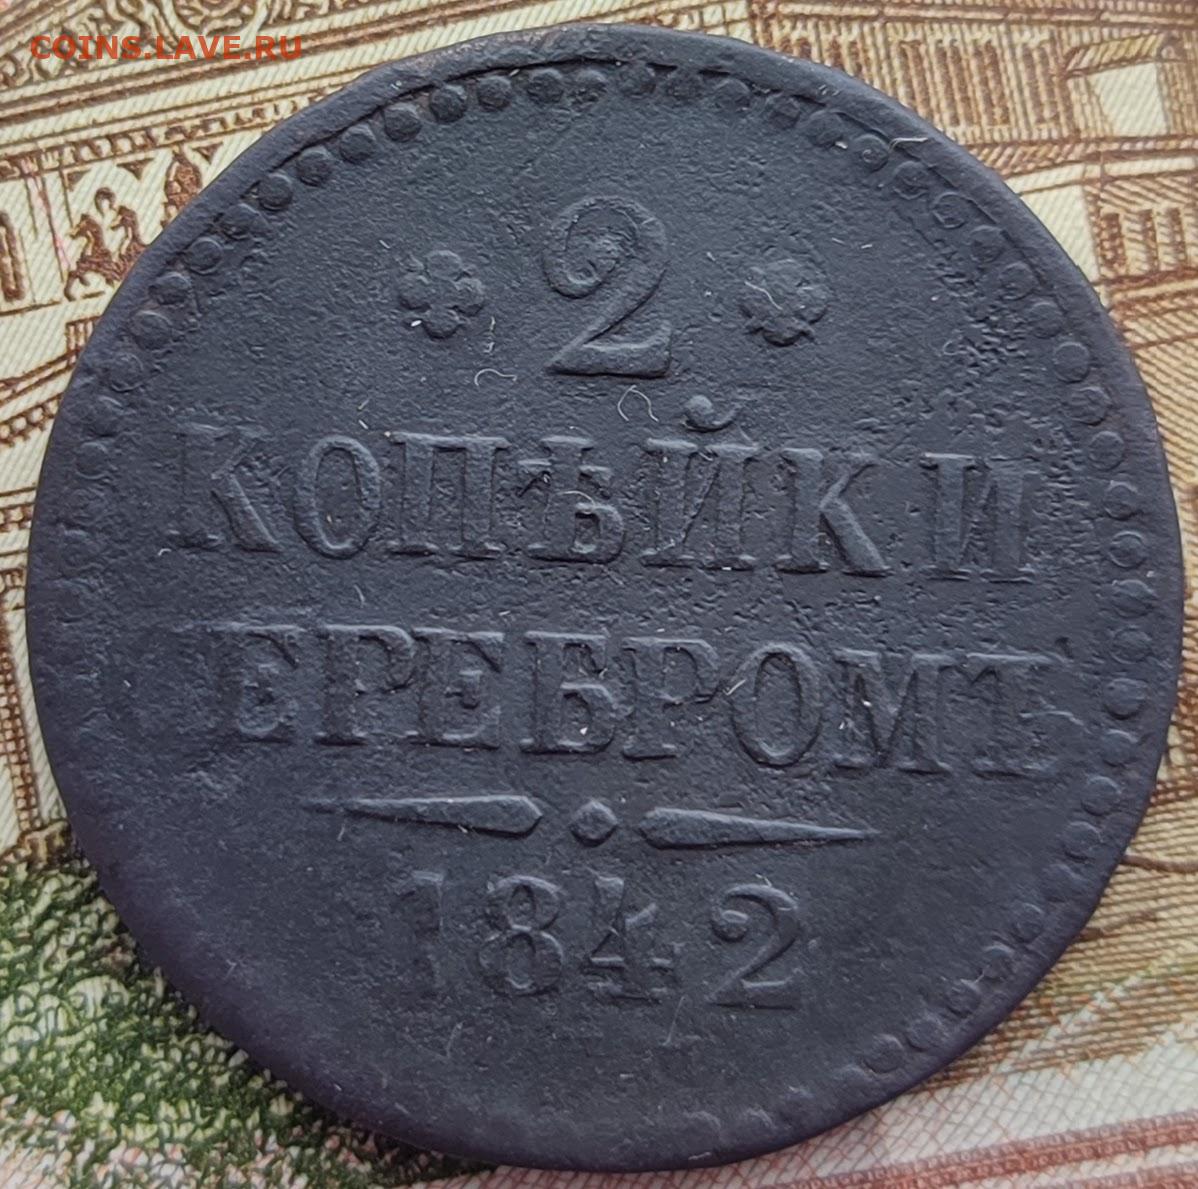 COINS.LAVE.RU
2
КОПѢЙКИ
СЕРЕБРОМЪ
1842